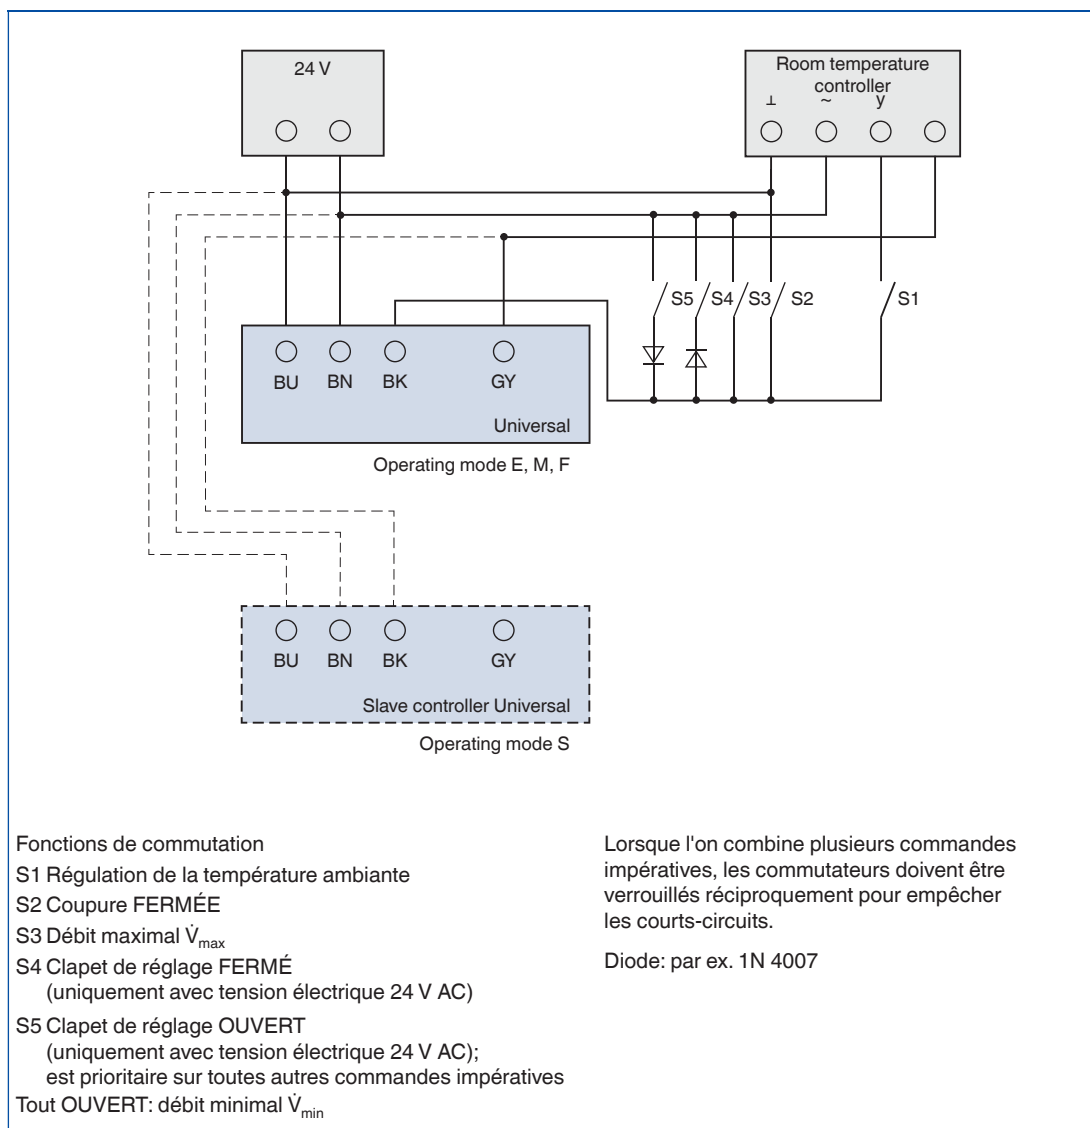 24 V
Room temperature
controller
⊥ ~ y
S5 S4 S3 S2 S1
BU BN BK GY
Universal
Operating mode E, M, F
BU BN BK GY
Slave controller Universal
Operating mode S
Fonctions de commutation
S1 Régulation de la température ambiante
S2 Coupure FERMÉE
S3 Débit maximal V̇max
S4 Clapet de réglage FERMÉ
(uniquement avec tension électrique 24 V AC)
S5 Clapet de réglage OUVERT
(uniquement avec tension électrique 24 V AC);
est prioritaire sur toutes autres commandes impératives
Tout OUVERT: débit minimal V̇min
Lorsque l'on combine plusieurs commandes
impératives, les commutateurs doivent être
verrouillés réciproquement pour empêcher
les courts-circuits.
Diode: par ex. 1N 4007